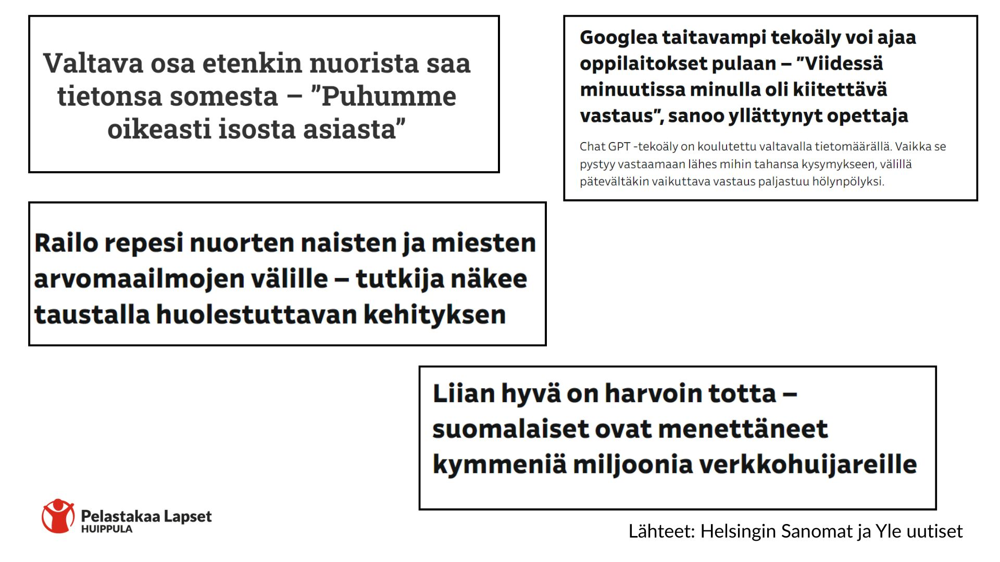 Valtava osa etenkin nuorista saa
tietonsa somesta – ”Puhumme
oikeasti isosta asiasta”
Googlea taitavampi tekoäly voi ajaa
oppilaitokset pulaan – ”Viidessä
minuutissa minulla oli kiitettävä
vastaus”, sanoo yllättynyt opettaja
Chat GPT -tekoäly on koulutettu valtavalla tietomäärällä. Vaikka se
pystyy vastaamaan lähes mihin tahansa kysymykseen, välillä
pätevältäkin vaikuttava vastaus paljastuu hölynpölyksi.
Railo repesi nuorten naisten ja miesten
arvomaailmojen välille – tutkija näkee
taustalla huolestuttavan kehityksen
Liian hyvä on harvoin totta –
suomalaiset ovat menettäneet
kymmeniä miljoonia verkkohuijareille
Pelastakaa Lapset
HUIPPULA
Lähteet: Helsingin Sanomat ja Yle uutiset